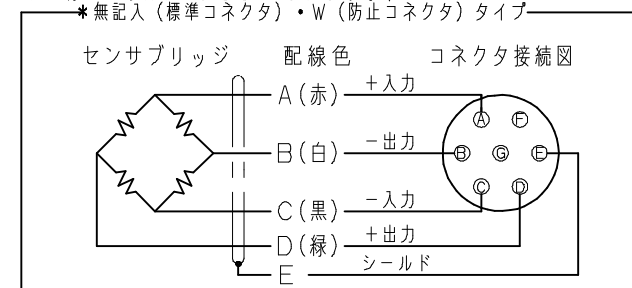 *無記入（標準コネクタ）・W（防止コネクタ）タイプ
センサブリッジ 配線色 コネクタ接続図
A(赤) +入力
B(白) −出力
C(黒) −入力
D(緑) +出力
E シールド
A F
B G E
C D